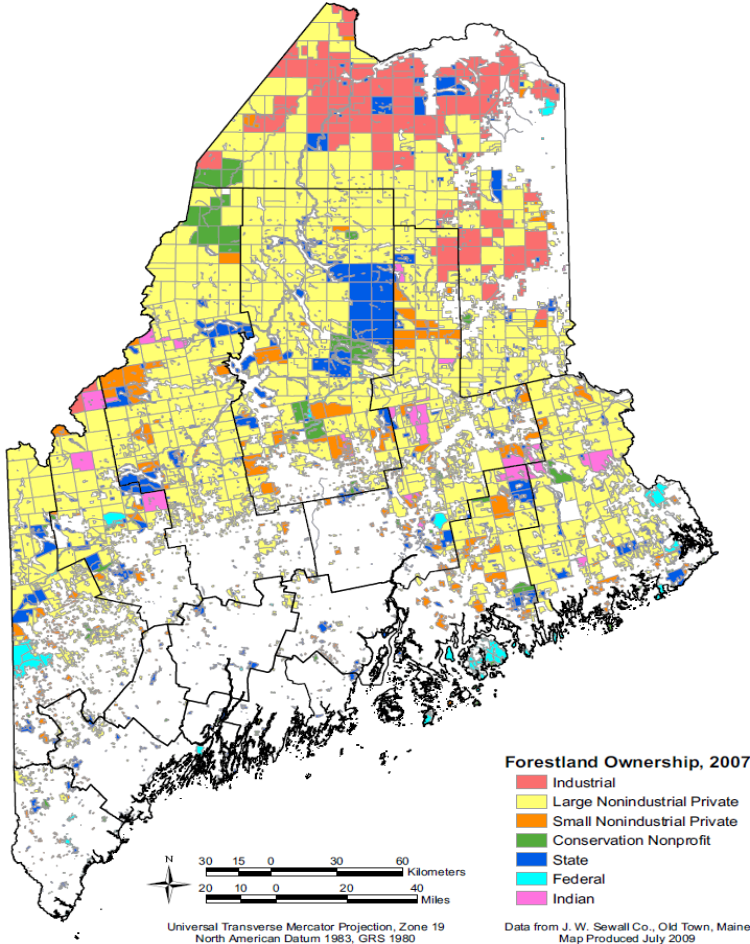 Forestland Ownership, 2007
Industrial
Large Nonindustrial Private
Small Nonindustrial Private
Conservation Nonprofit
State
Federal
Indian
N
30 15 0 30 60
Kilometers
20 10 0 20 40
Miles
Universal Transverse Mercator Projection, Zone 19
North American Datum 1983, GRS 1980
Data from J. W. Sewall Co., Old Town, Maine
Map Produced July 2009